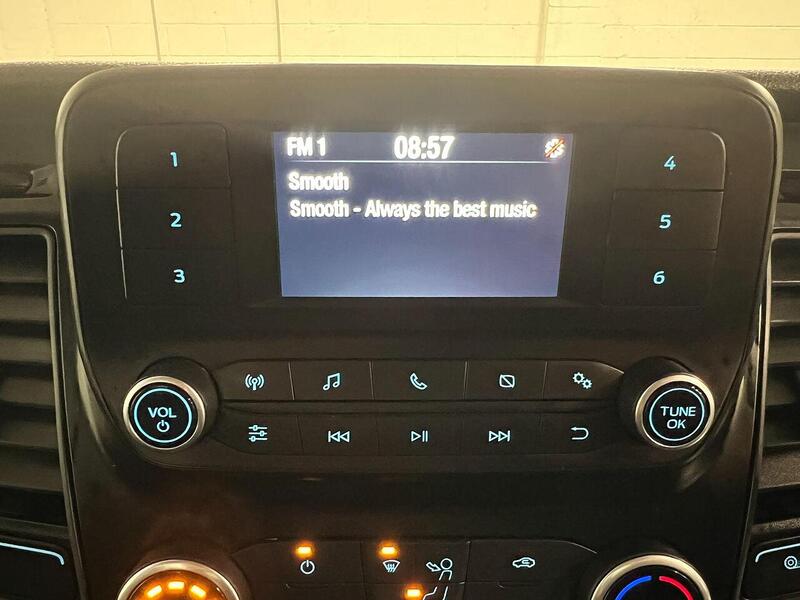 FM 1 08:57
Smooth
Smooth - Always the best music
1
2
3
4
5
6
VOL
TUNE
OK